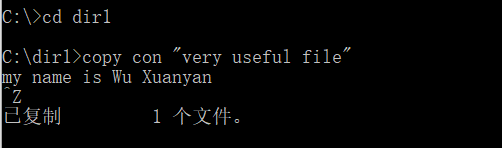 C:\>cd dir1
C:\dir1>copy con "very useful file"
my name is Wu Xuanyan
^Z
已复制         1 个文件。